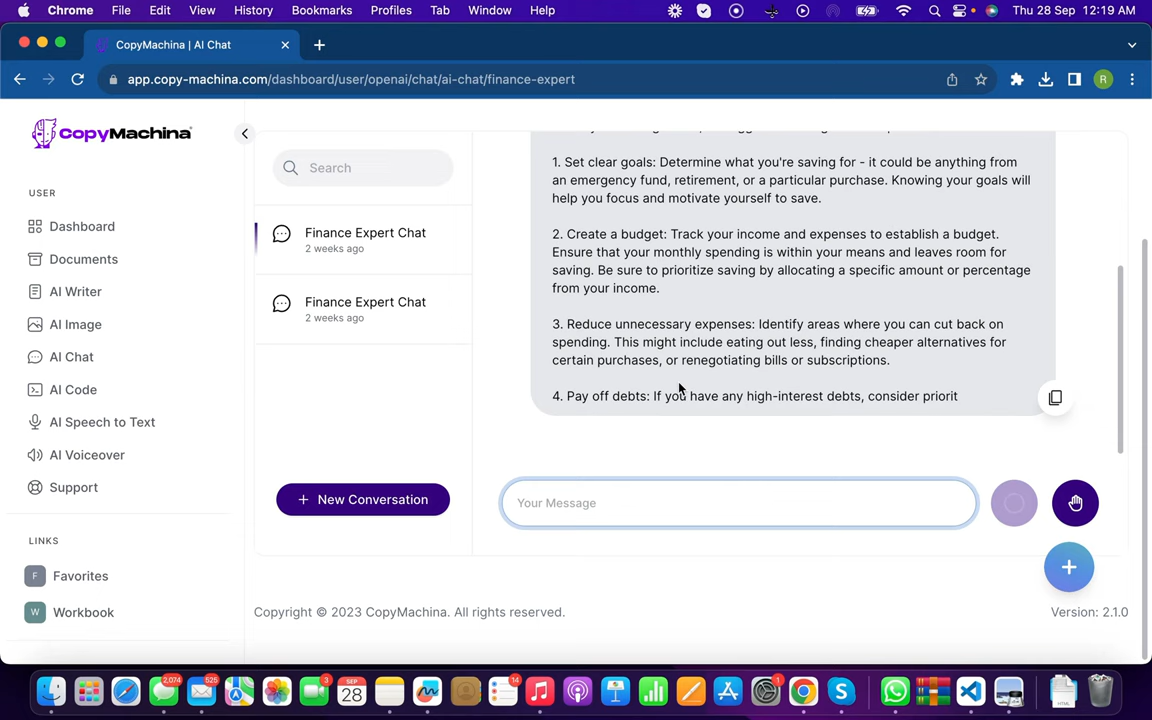 Chrome File Edit View History Bookmarks Profiles Tab Window Help Thu 28 Sep 12:19 AM
CopyMachina | AI Chat
app.copy-machina.com/dashboard/user/openai/chat/ai-chat/finance-expert
R
CopyMachina
USER
Dashboard
Documents
AI Writer
AI Image
AI Chat
AI Code
AI Speech to Text
AI Voiceover
Support
LINKS
F Favorites
W Workbook
Search
Finance Expert Chat
2 weeks ago
Finance Expert Chat
2 weeks ago
+ New Conversation
1. Set clear goals: Determine what you're saving for - it could be anything from
an emergency fund, retirement, or a particular purchase. Knowing your goals will
help you focus and motivate yourself to save.
2. Create a budget: Track your income and expenses to establish a budget.
Ensure that your monthly spending is within your means and leaves room for
saving. Be sure to prioritize saving by allocating a specific amount or percentage
from your income.
3. Reduce unnecessary expenses: Identify areas where you can cut back on
spending. This might include eating out less, finding cheaper alternatives for
certain purchases, or renegotiating bills or subscriptions.
4. Pay off debts: If you have any high-interest debts, consider priorit
Your Message
Copyright © 2023 CopyMachina. All rights reserved.
Version: 2.1.0
2,074
525
3
SEP
28
14
1
HTML